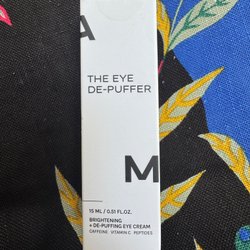 A
THE EYE
DE-PUFFER
M
15 ML / 0.51 FL.OZ.
BRIGHTENING
+ DE-PUFFING EYE CREAM
CAFFEINE VITAMIN C PEPTIDES